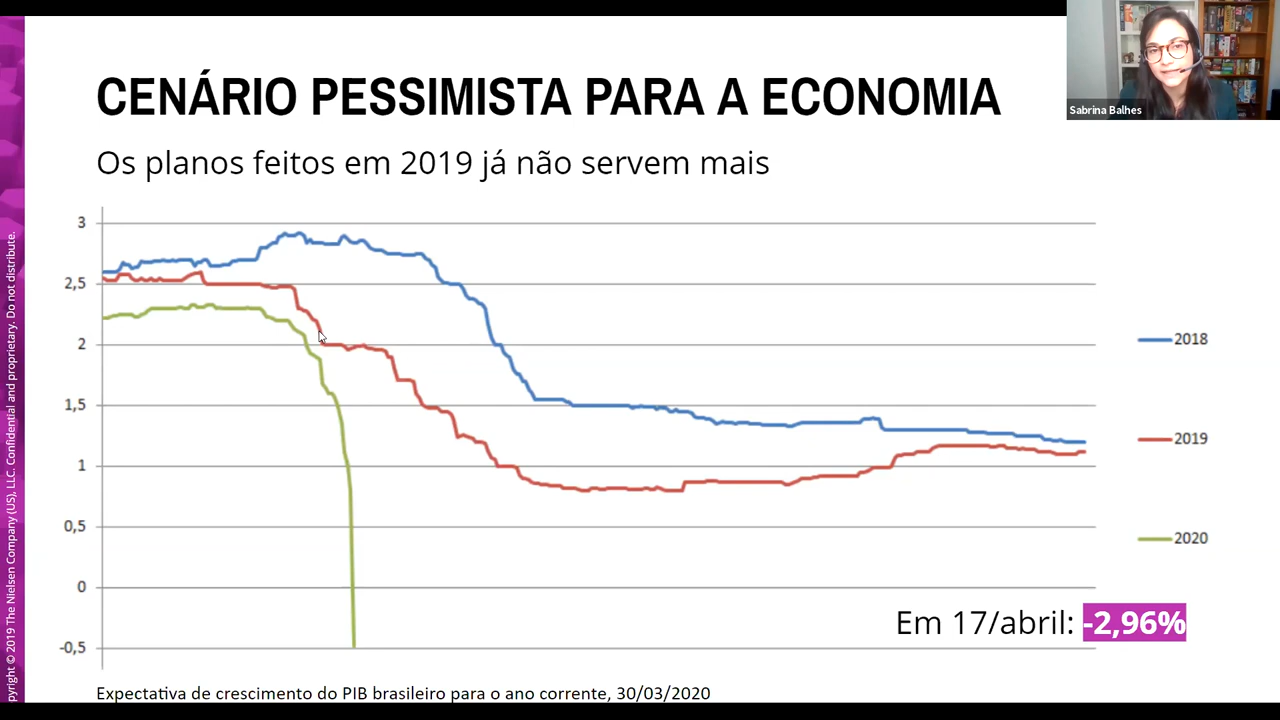 CENÁRIO PESSIMISTA PARA A ECONOMIA
Sabrina Balhes
Os planos feitos em 2019 já não servem mais
3
2,5
2
1,5
1
0,5
0
-0,5
2018
2019
2020
Em 17/abril: -2,96%
Expectativa de crescimento do PIB brasileiro para o ano corrente, 30/03/2020
pyright © 2019 The Nielsen Company (US), LLC. Confidential and proprietary. Do not distribute.